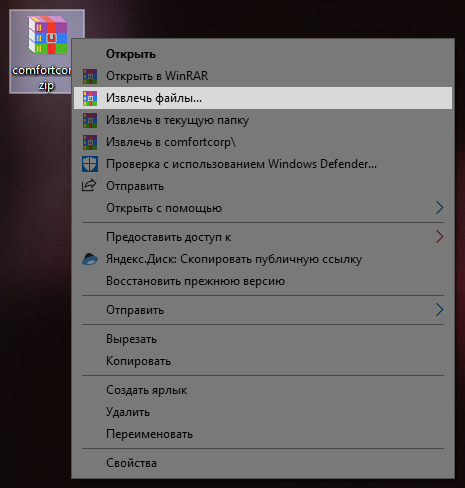 comfortcorp
zip
Открыть
Открыть в WinRAR
Извлечь файлы...
Извлечь в текущую папку
Извлечь в comfortcorp\
Проверка с использованием Windows Defender...
Отправить
Открыть с помощью
Предоставить доступ к
Яндекс.Диск: Скопировать публичную ссылку
Восстановить прежнюю версию
Отправить
Вырезать
Копировать
Создать ярлык
Удалить
Переименовать
Свойства